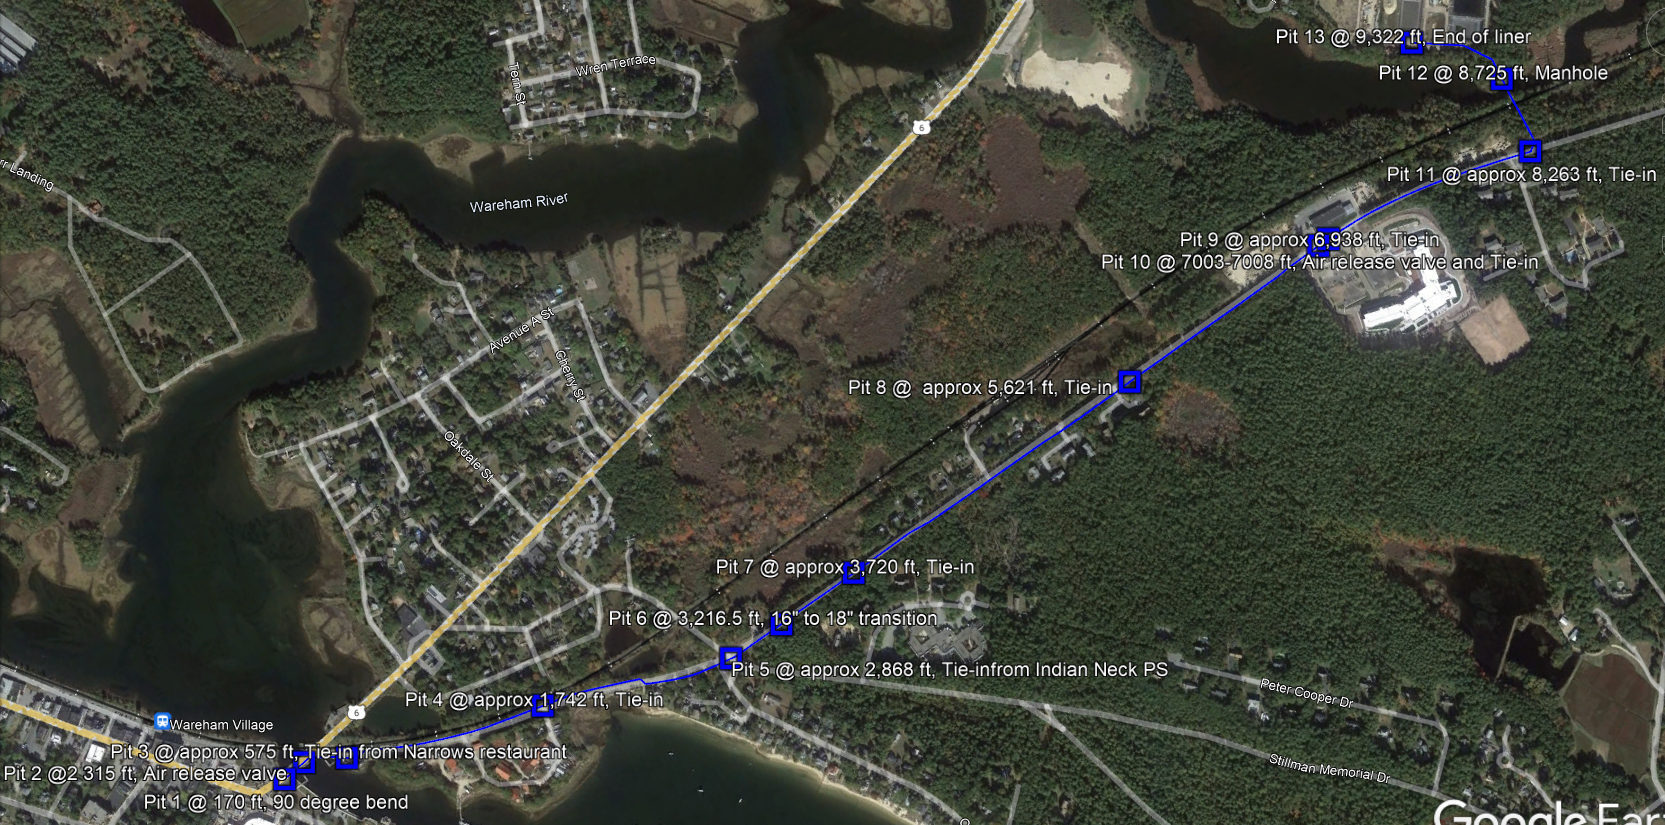 Pit 13 @ 9,322 ft, End of liner
Wren Terrace
Pit 12 @ 8,725 ft, Manhole
Tern St
6
Landing
Pit 11 @ approx 8,263 ft, Tie-in
Wareham River
Pit 9 @ approx 6,938 ft, Tie-in
Pit 10 @ 7003-7008 ft, Air release valve and Tie-in
Avenue A St
Cherry St
Pit 8 @  approx 5,621 ft, Tie-in
Oakdale St
Pit 7 @ approx 3,720 ft, Tie-in
Pit 6 @ 3,216.5 ft, 16" to 18" transition
Pit 5 @ approx 2,868 ft, Tie-infrom Indian Neck PS
Peter Cooper Dr
Pit 4 @ approx 1,742 ft, Tie-in
6
Wareham Village
Pit 3 @ approx 575 ft, Tie-in from Narrows restaurant
Stillman Memorial Dr
Pit 2 @2 315 ft, Air release valve
Pit 1 @ 170 ft, 90 degree bend
Google Ear